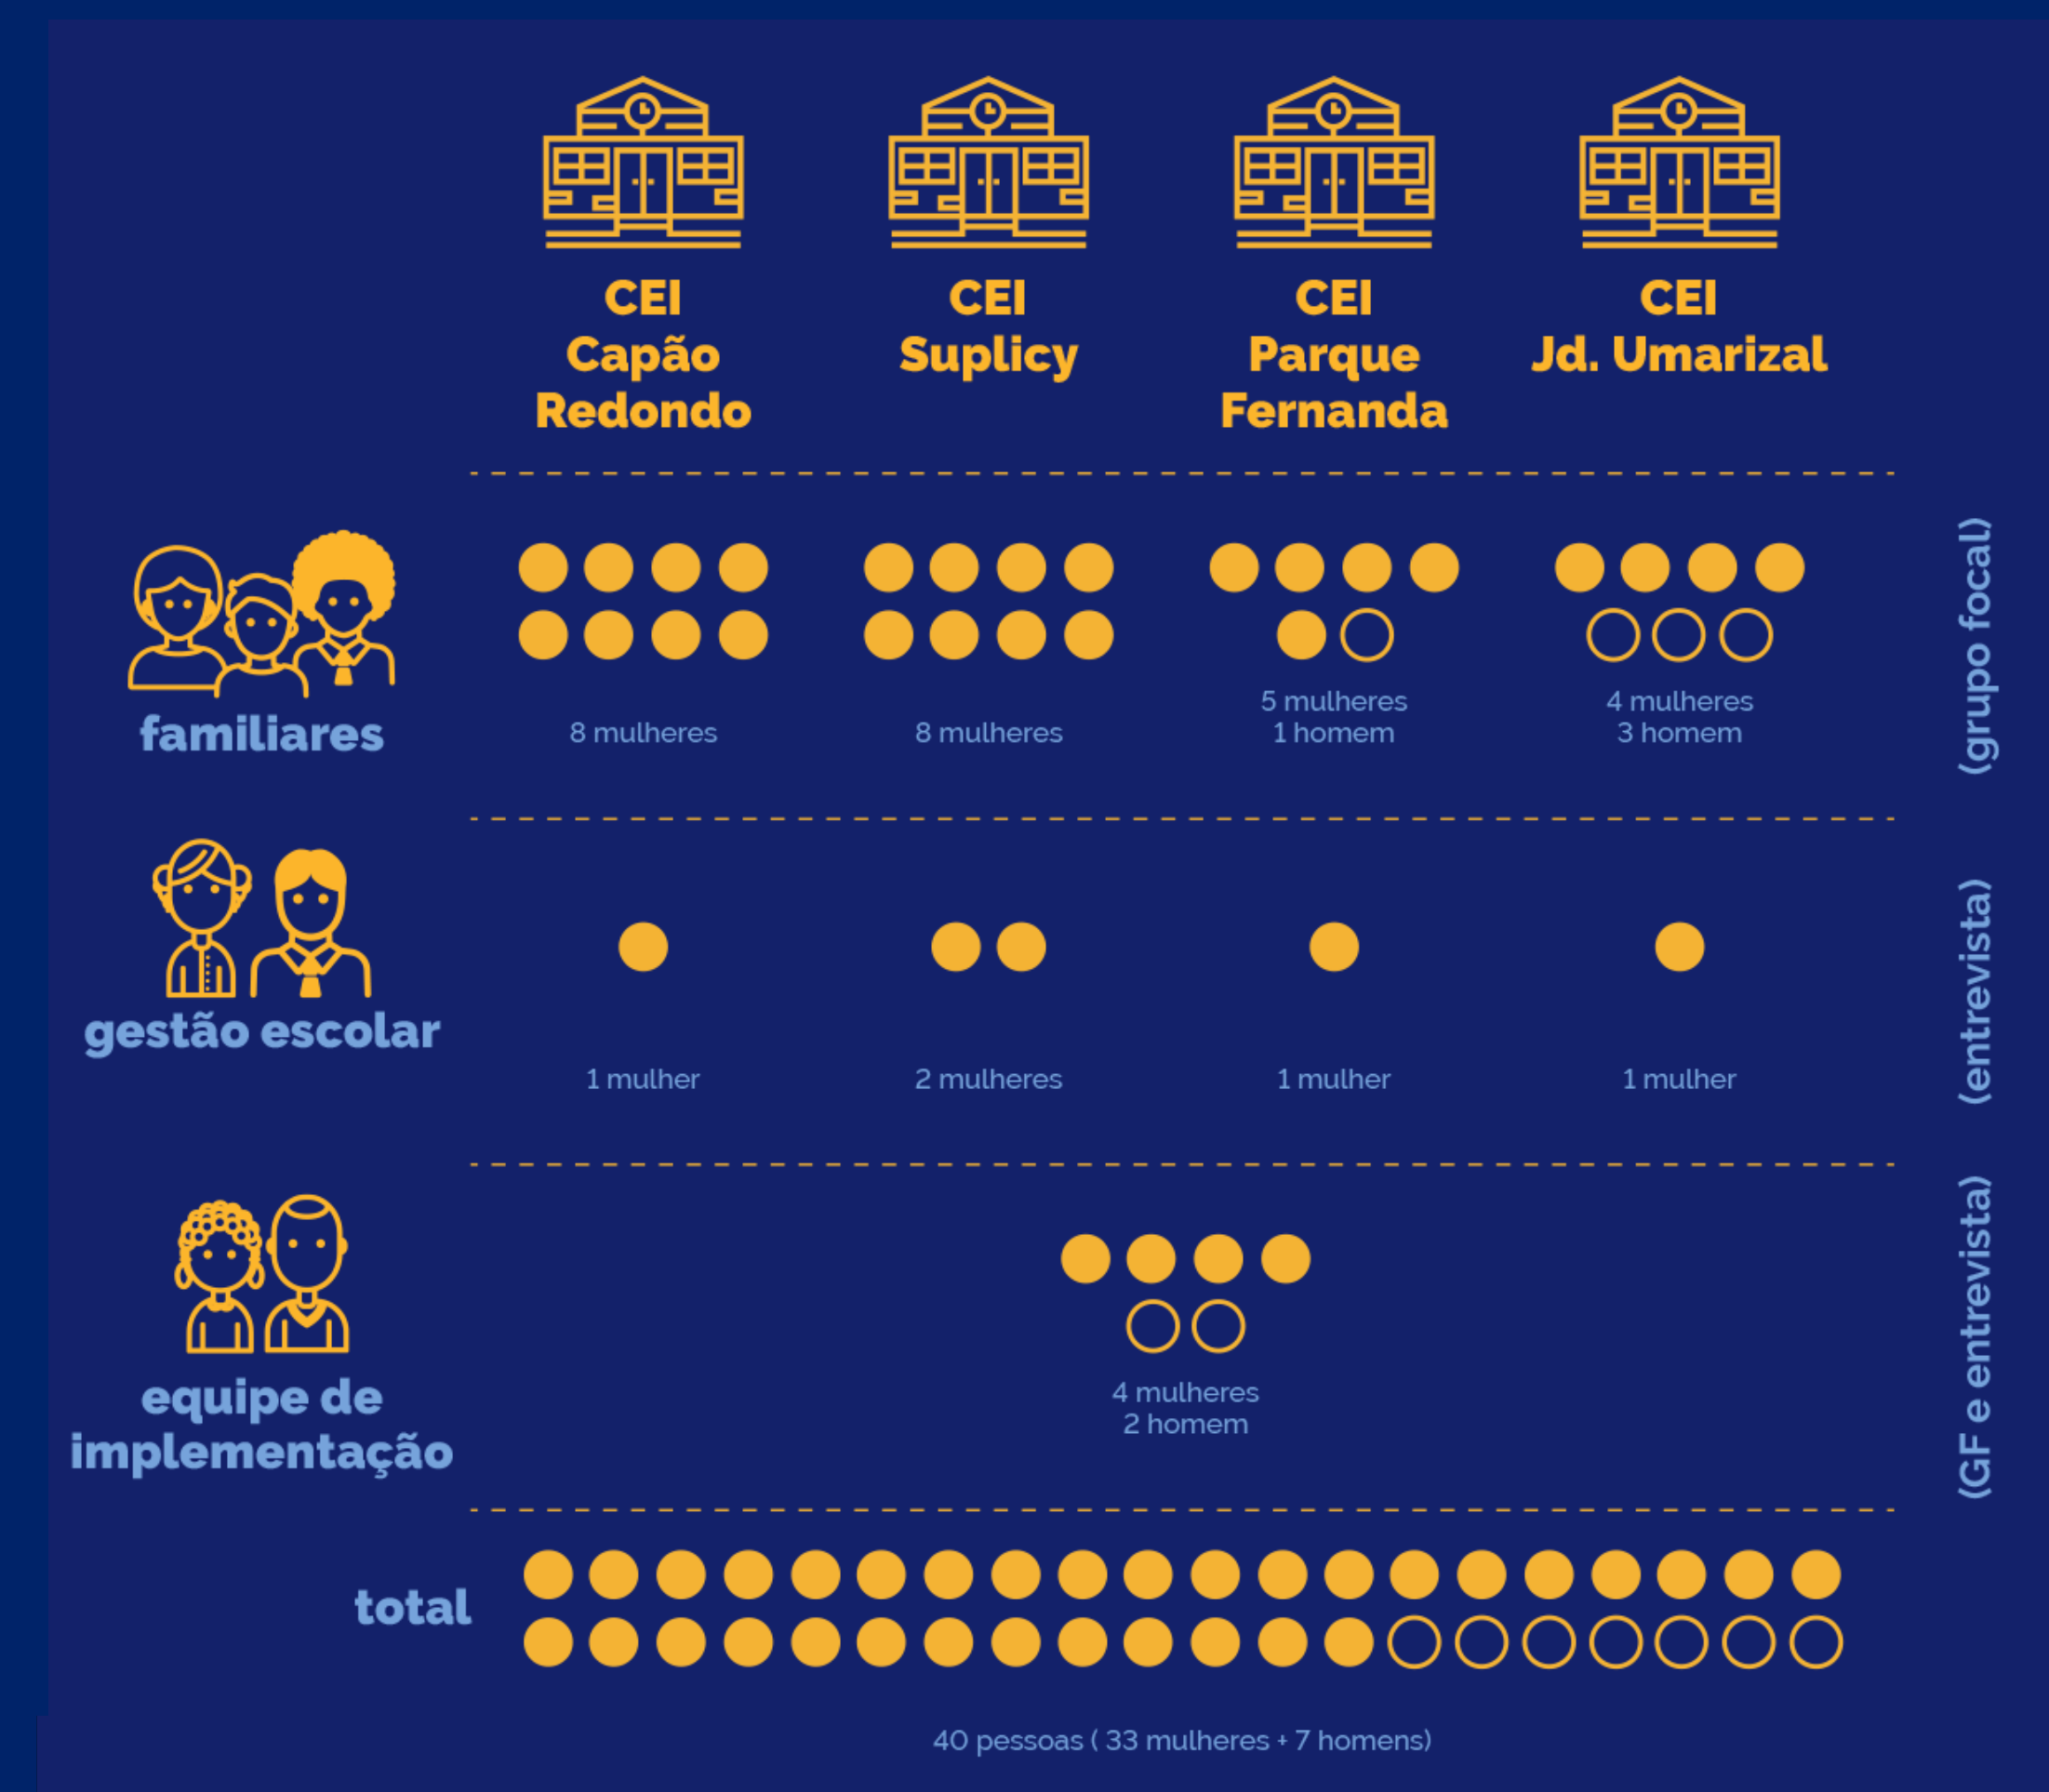 CEI
Capão
Redondo
CEI
Suplicy
CEI
Parque
Fernanda
CEI
Jd. Umarizal
familiares
8 mulheres
8 mulheres
5 mulheres
1 homem
4 mulheres
3 homem
(grupo focal)
gestão escolar
1 mulher
2 mulheres
1 mulher
1 mulher
(entrevista)
equipe de
implementação
4 mulheres
2 homem
(GF e entrevista)
total
40 pessoas ( 33 mulheres + 7 homens)